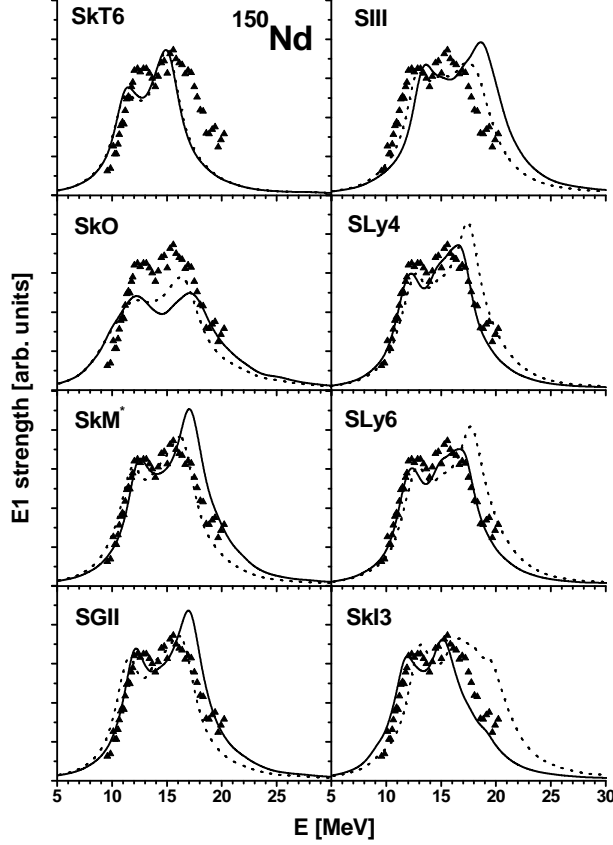 SkT6
¹⁵⁰Nd
SIII
SkO
SLy4
SkM*
SLy6
SGII
SkI3
E1 strength [arb. units]
5 10 15 20 25 5 10 15 20 25 30
E [MeV]